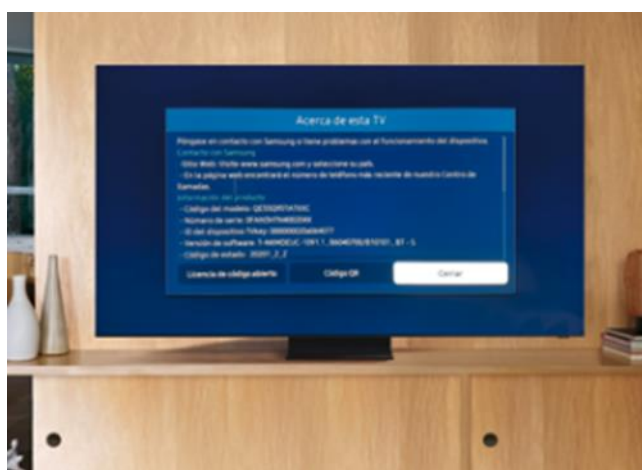 Acerca de esta TV
Póngase en contacto con Samsung si tiene problemas con el funcionamiento del dispositivo.
Contacto con Samsung
- Sitio Web: Visite www.samsung.com y seleccione su país.
- En la página web encontrará el número de teléfono más reciente de nuestro Centro de
llamadas.
Información del producto
- Código del modelo:
- Número de serie:
- ID del dispositivo TVkey:
- Versión de software:
- Código de estado:
Licencia de código abierto
Código QR
Cerrar